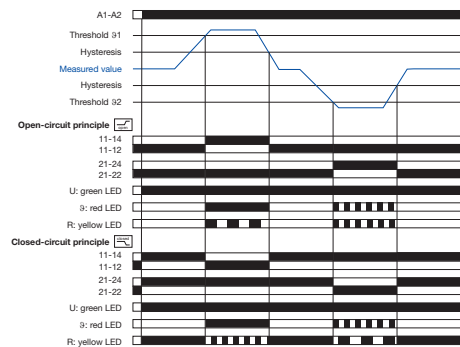 A1-A2
Threshold ϑ1
Hysteresis
Measured value
Hysteresis
Threshold ϑ2
Open-circuit principle open
11-14
11-12
21-24
21-22
U: green LED
ϑ: red LED
R: yellow LED
Closed-circuit principle closed
11-14
11-12
21-24
21-22
U: green LED
ϑ: red LED
R: yellow LED